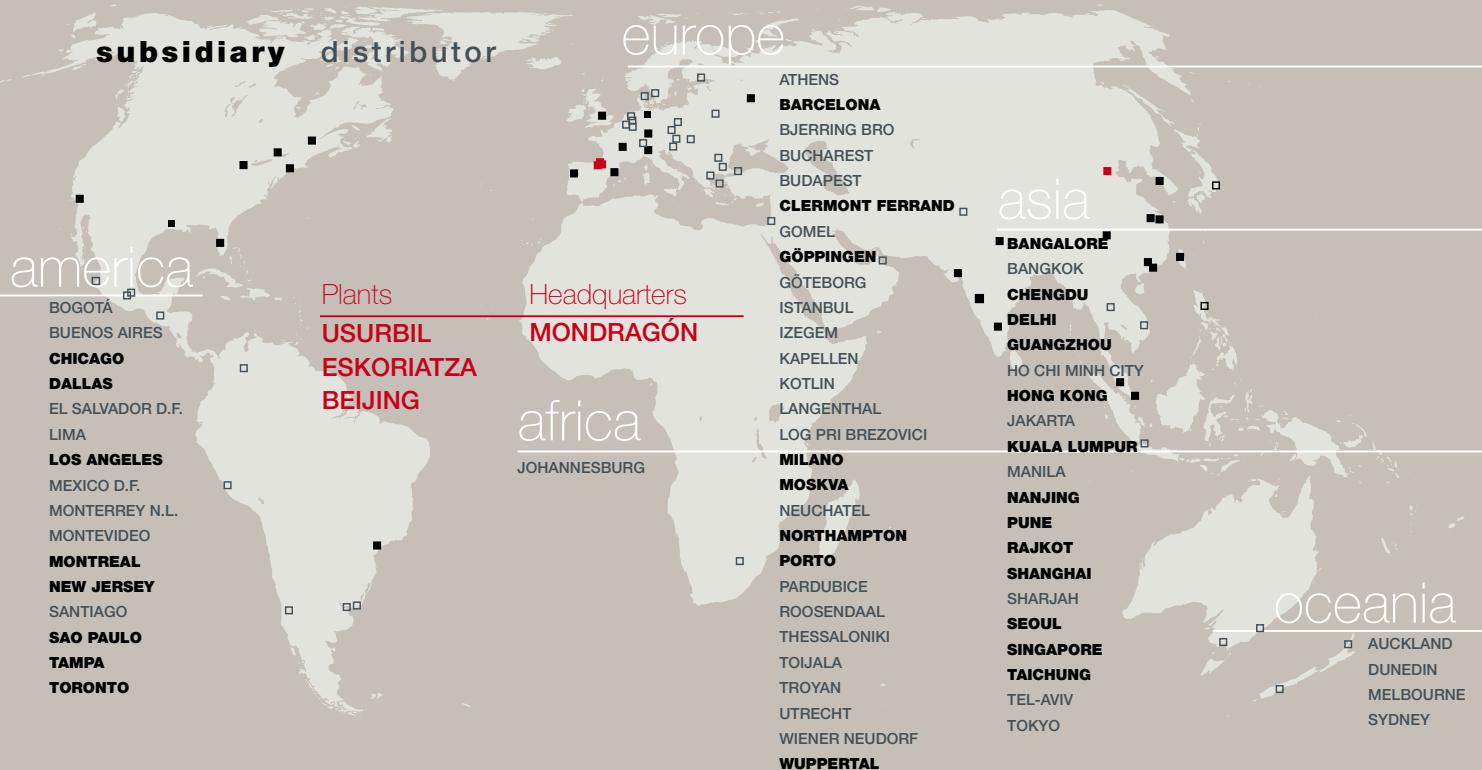 subsidiary distributor
europe
ATHENS
BARCELONA
BJERRING BRO
BUCHAREST
BUDAPEST
CLERMONT FERRAND
GOMEL
GÖPPINGEN
GÖTEBORG
ISTANBUL
IZEGEM
KAPELLEN
KOTLIN
LANGENTHAL
LOG PRI BREZOVICI
MILANO
MOSKVA
NEUCHATEL
NORTHAMPTON
PORTO
PARDUBICE
ROOSENDAAL
THESSALONIKI
TOIJALA
TROYAN
UTRECHT
WIENER NEUDORF
WUPPERTAL
america
BOGOTÁ
BUENOS AIRES
CHICAGO
DALLAS
EL SALVADOR D.F.
LIMA
LOS ANGELES
MEXICO D.F.
MONTERREY N.L.
MONTEVIDEO
MONTREAL
NEW JERSEY
SANTIAGO
SAO PAULO
TAMPA
TORONTO
Plants
USURBIL
ESKORIATZA
BEIJING
Headquarters
MONDRAGÓN
africa
JOHANNESBURG
asia
BANGALORE
BANGKOK
CHENGDU
DELHI
GUANGZHOU
HO CHI MINH CITY
HONG KONG
JAKARTA
KUALA LUMPUR
MANILA
NANJING
PUNE
RAJKOT
SHANGHAI
SHARJAH
SEOUL
SINGAPORE
TAICHUNG
TEL-AVIV
TOKYO
oceania
AUCKLAND
DUNEDIN
MELBOURNE
SYDNEY